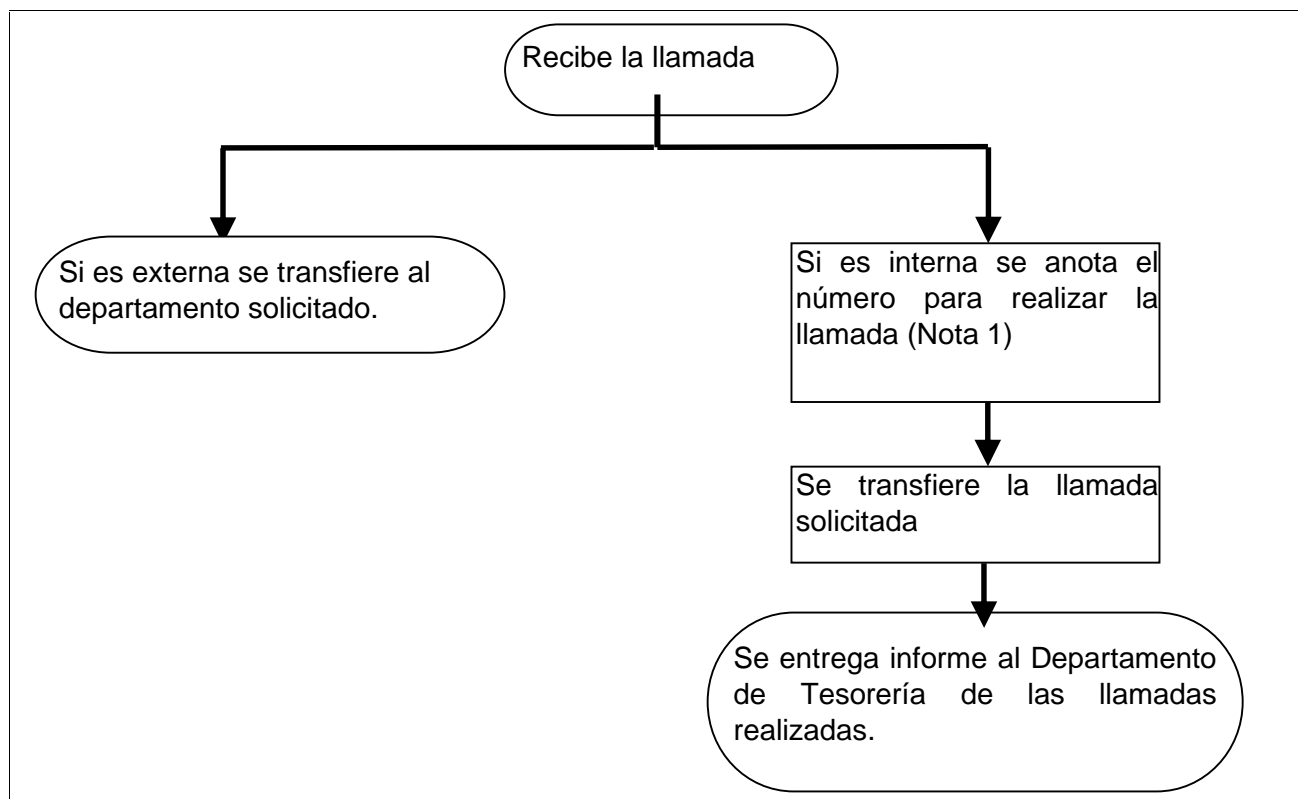 Recibe la llamada
Si es externa se transfiere al
departamento solicitado.
Si es interna se anota el
número para realizar la
llamada (Nota 1)
Se transfiere la llamada
solicitada
Se entrega informe al Departamento
de Tesorería de las llamadas
realizadas.